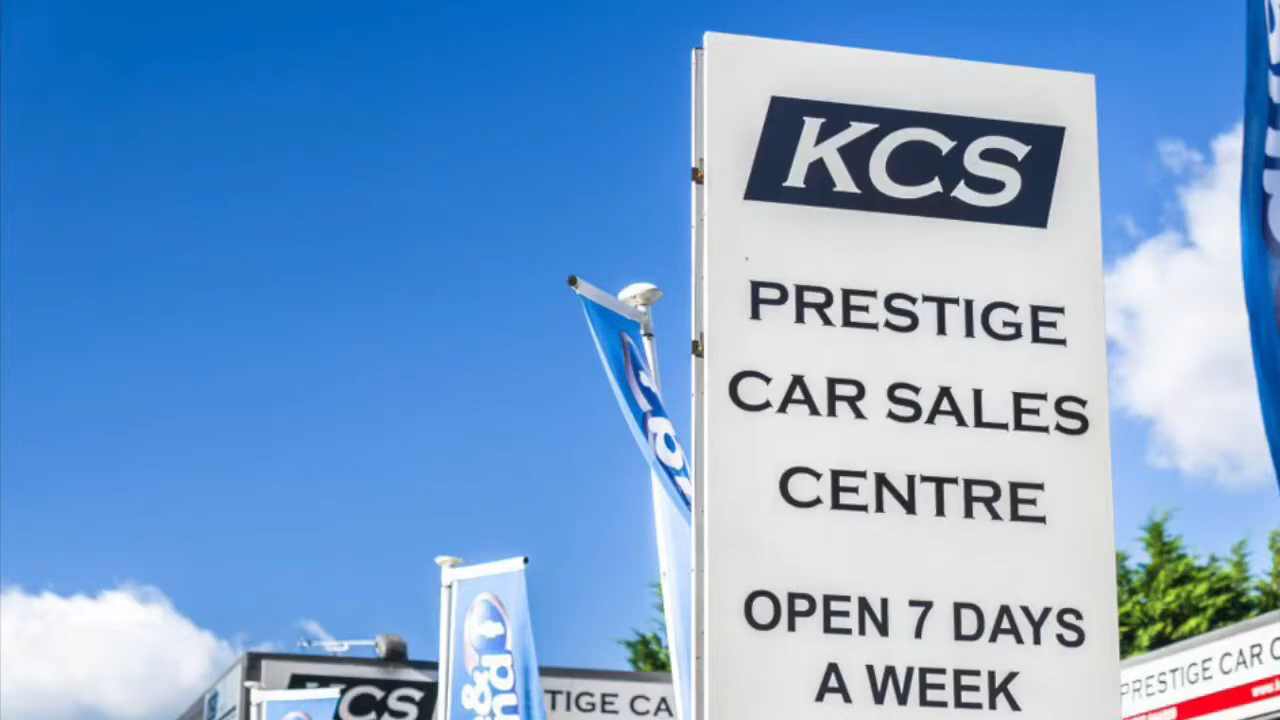 KCS
PRESTIGE
CAR SALES
CENTRE
OPEN 7 DAYS
A WEEK
KCS
TIGE CA
PRESTIGE CAR